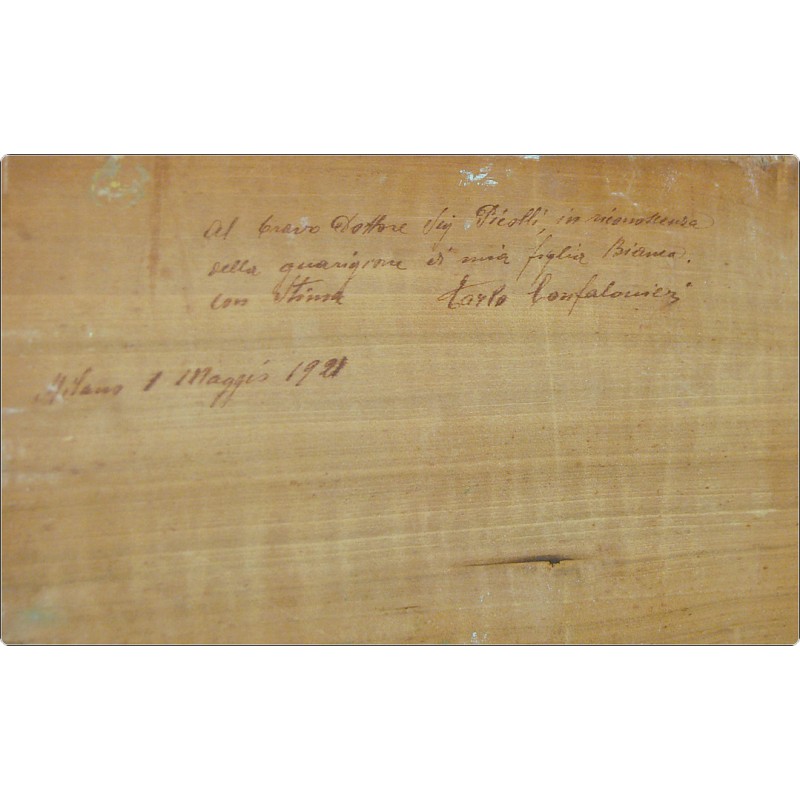 Al bravo Dottore Sig Picolli, in riconoscenza
della guarigione di mia figlia Bianca.
con stima Carlo Confalonieri
Milano 1 Maggio 1921